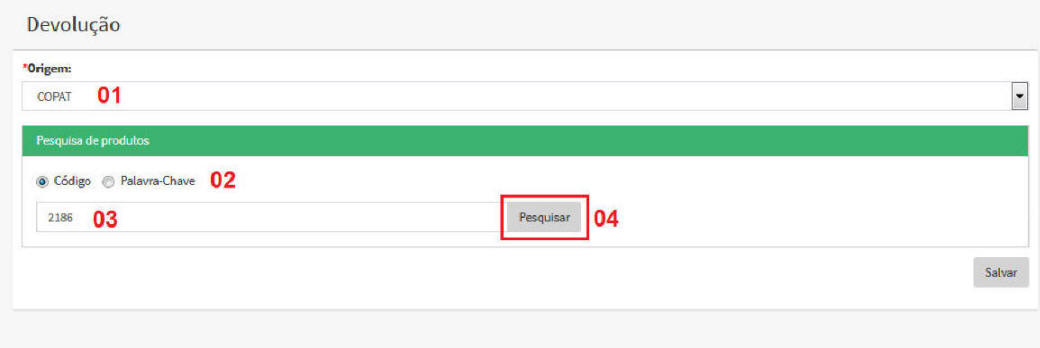 Devolução
*Origem:
COPAT 01
Pesquisa de produtos
Código Palavra-Chave 02
2186 03 Pesquisar 04
Salvar